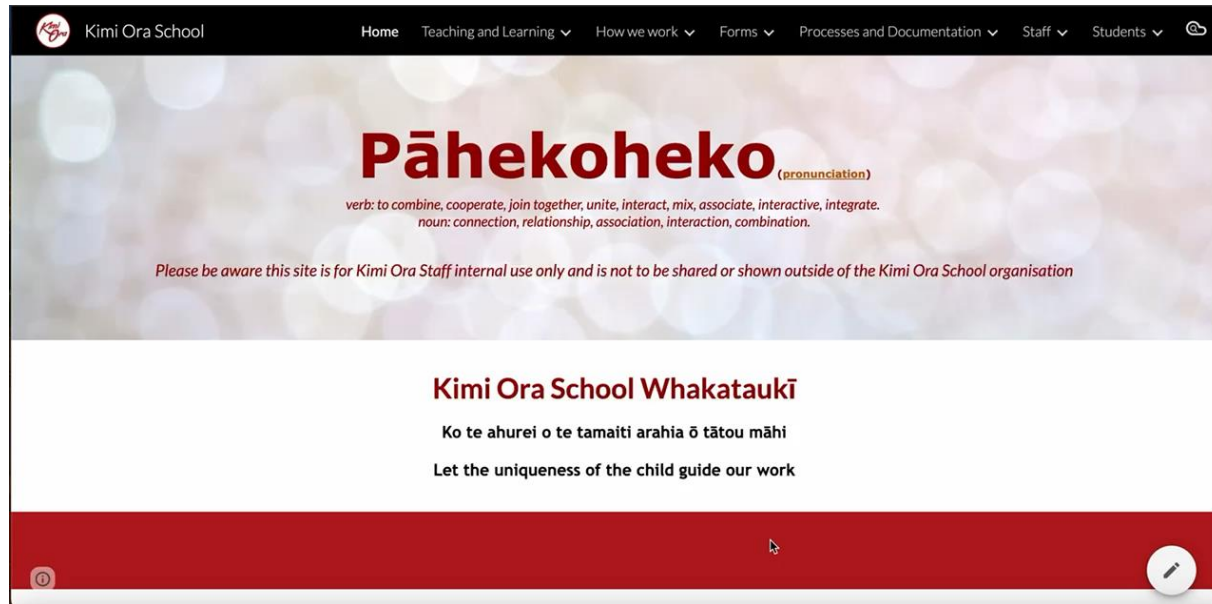 Kimi Ora
Kimi Ora School
Home Teaching and Learning How we work Forms Processes and Documentation Staff Students
Pāhekoheko (pronunciation)
verb: to combine, cooperate, join together, unite, interact, mix, associate, interactive, integrate.
noun: connection, relationship, association, interaction, combination.
Please be aware this site is for Kimi Ora Staff internal use only and is not to be shared or shown outside of the Kimi Ora School organisation
Kimi Ora School Whakataukī
Ko te ahurei o te tamaiti arahia ō tātou māhi
Let the uniqueness of the child guide our work